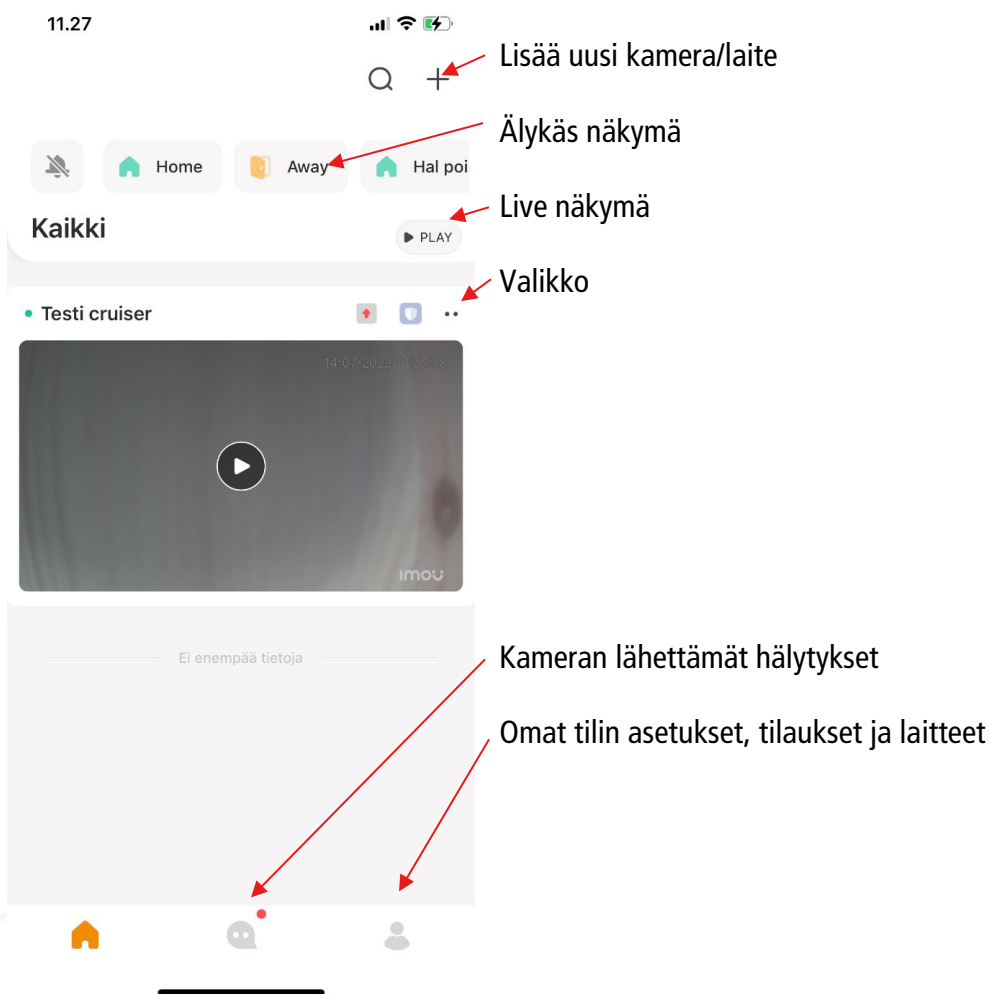 11.27
Lisää uusi kamera/laite
Älykäs näkymä
Home
Away
Hal poi
Live näkymä
Kaikki
PLAY
Valikko
Testi cruiser
imou
Ei enempää tietoja
Kameran lähettämät hälytykset
Omat tilin asetukset, tilaukset ja laitteet